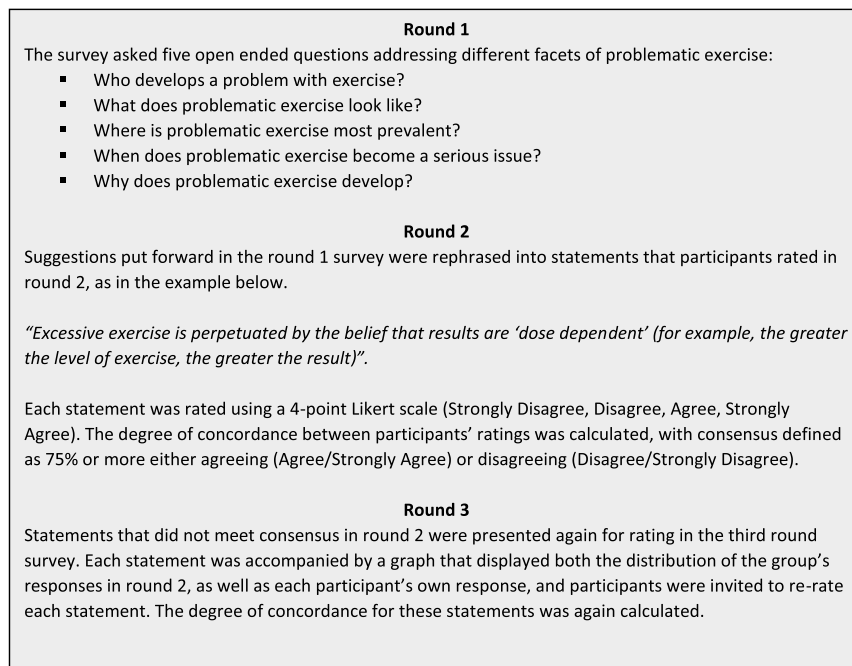 Round 1
The survey asked five open ended questions addressing different facets of problematic exercise:
▪ Who develops a problem with exercise?
▪ What does problematic exercise look like?
▪ Where is problematic exercise most prevalent?
▪ When does problematic exercise become a serious issue?
▪ Why does problematic exercise develop?
Round 2
Suggestions put forward in the round 1 survey were rephrased into statements that participants rated in
round 2, as in the example below.
“Excessive exercise is perpetuated by the belief that results are ‘dose dependent’ (for example, the greater
the level of exercise, the greater the result)”.
Each statement was rated using a 4-point Likert scale (Strongly Disagree, Disagree, Agree, Strongly
Agree). The degree of concordance between participants’ ratings was calculated, with consensus defined
as 75% or more either agreeing (Agree/Strongly Agree) or disagreeing (Disagree/Strongly Disagree).
Round 3
Statements that did not meet consensus in round 2 were presented again for rating in the third round
survey. Each statement was accompanied by a graph that displayed both the distribution of the group’s
responses in round 2, as well as each participant’s own response, and participants were invited to re-rate
each statement. The degree of concordance for these statements was again calculated.